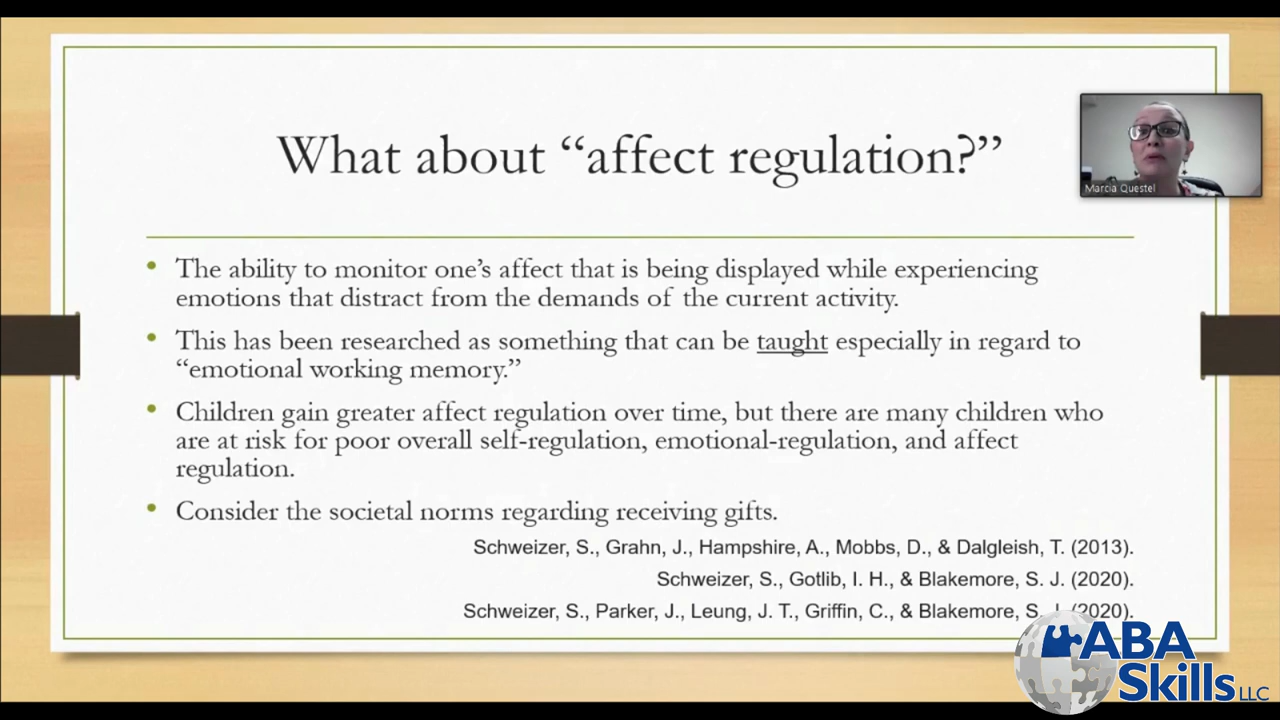 What about “affect regulation?”
Marcia Questel
• The ability to monitor one’s affect that is being displayed while experiencing
emotions that distract from the demands of the current activity.
• This has been researched as something that can be taught especially in regard to
“emotional working memory.”
• Children gain greater affect regulation over time, but there are many children who
are at risk for poor overall self-regulation, emotional-regulation, and affect
regulation.
• Consider the societal norms regarding receiving gifts.
Schweizer, S., Grahn, J., Hampshire, A., Mobbs, D., & Dalgleish, T. (2013).
Schweizer, S., Gotlib, I. H., & Blakemore, S. J. (2020).
Schweizer, S., Parker, J., Leung, J. T., Griffin, C., & Blakemore, S. J. (2020).
ABA
Skills LLC